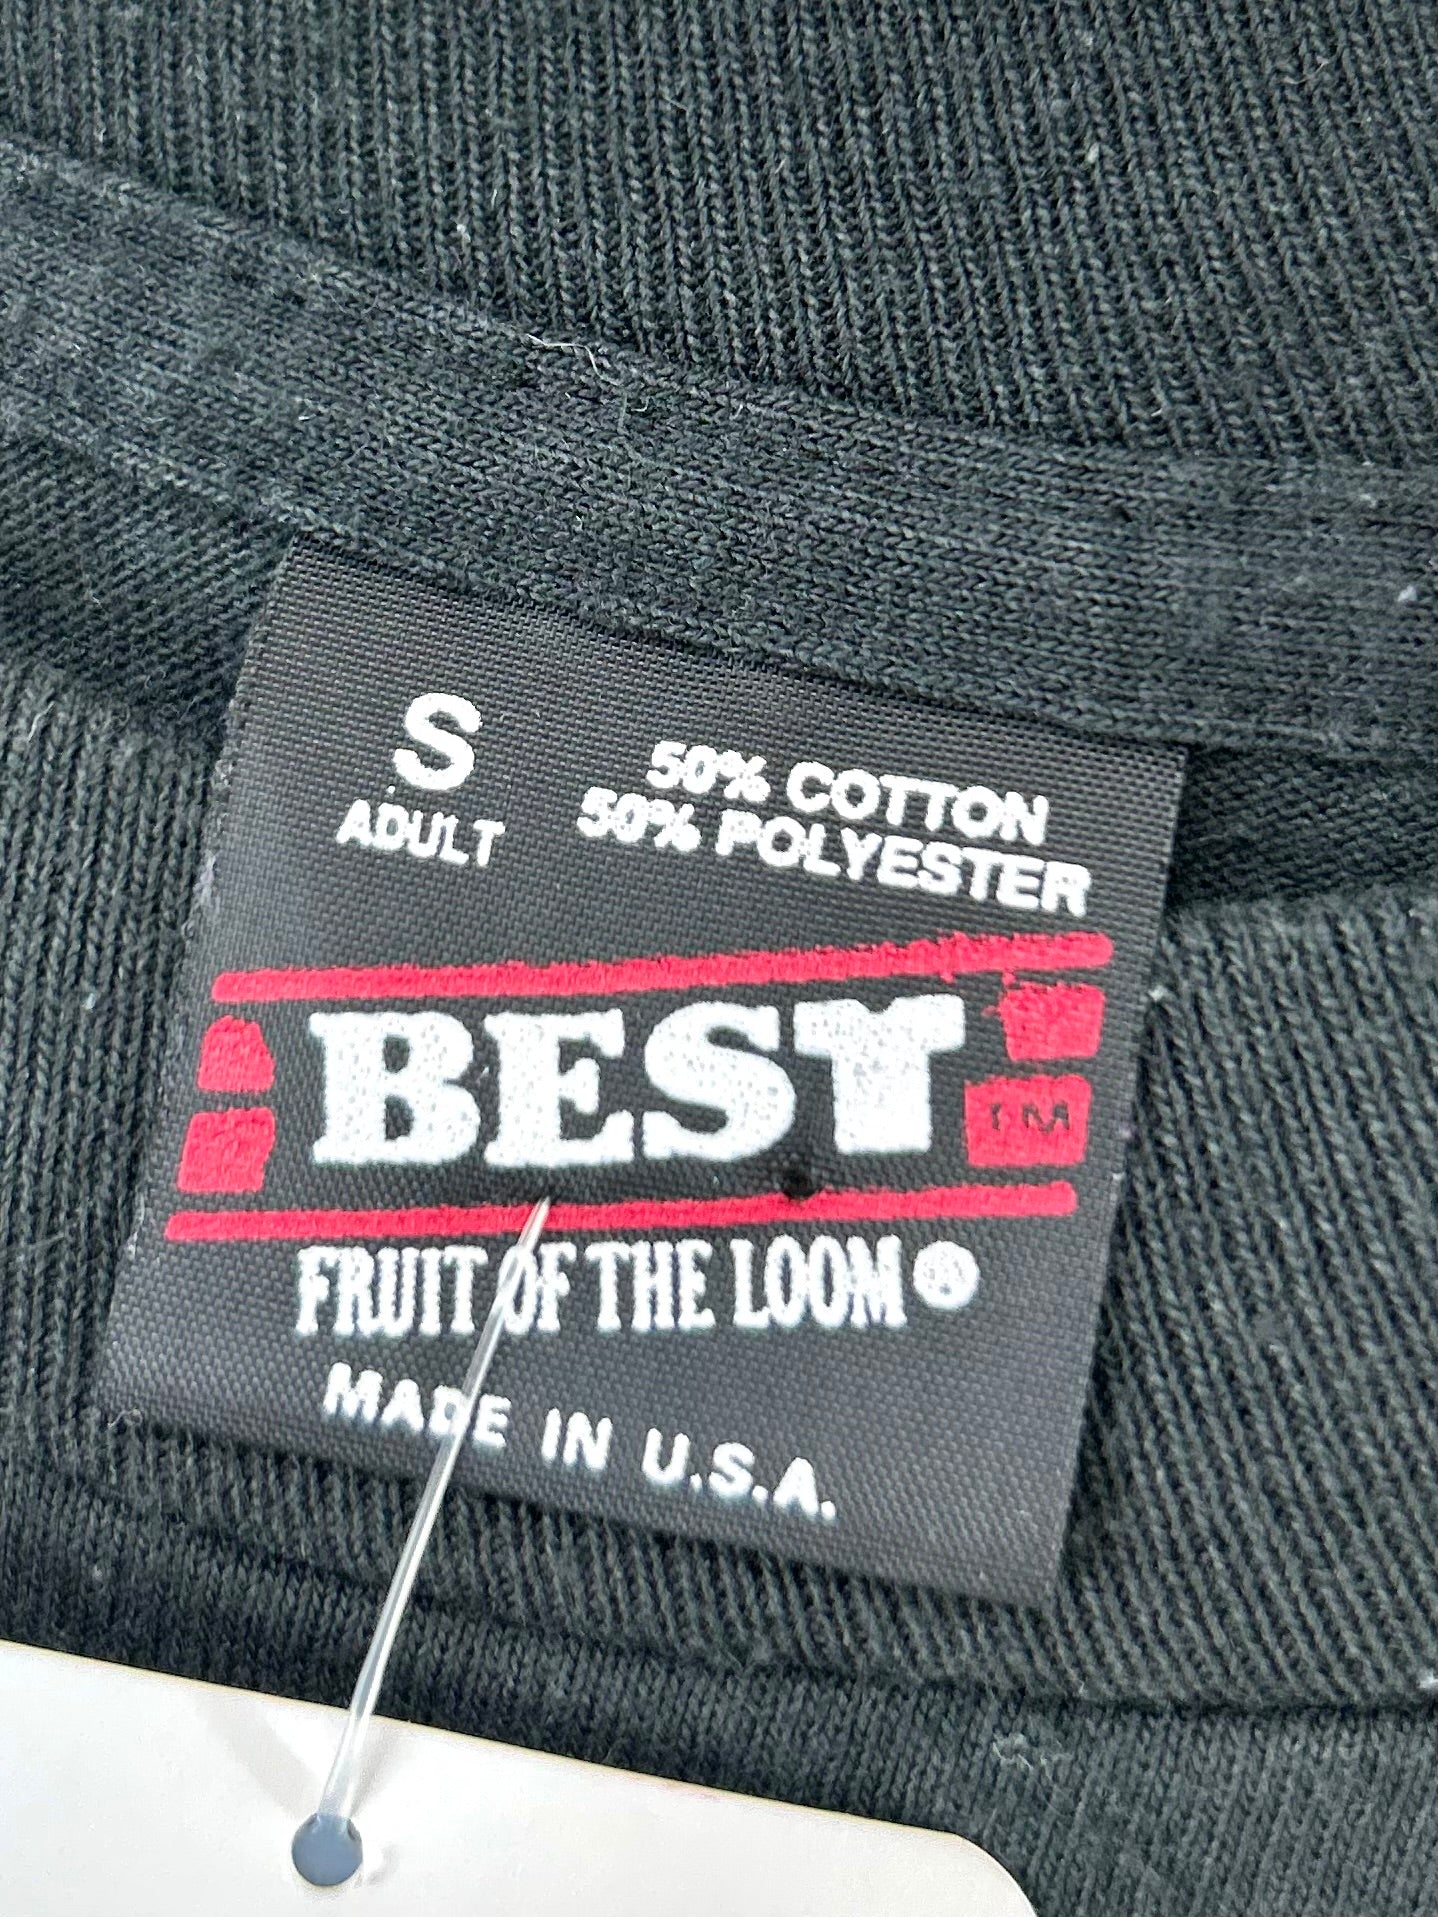 S
ADULT
50% COTTON
50% POLYESTER
BEST
TM
FRUIT OF THE LOOM®
MADE IN U.S.A.